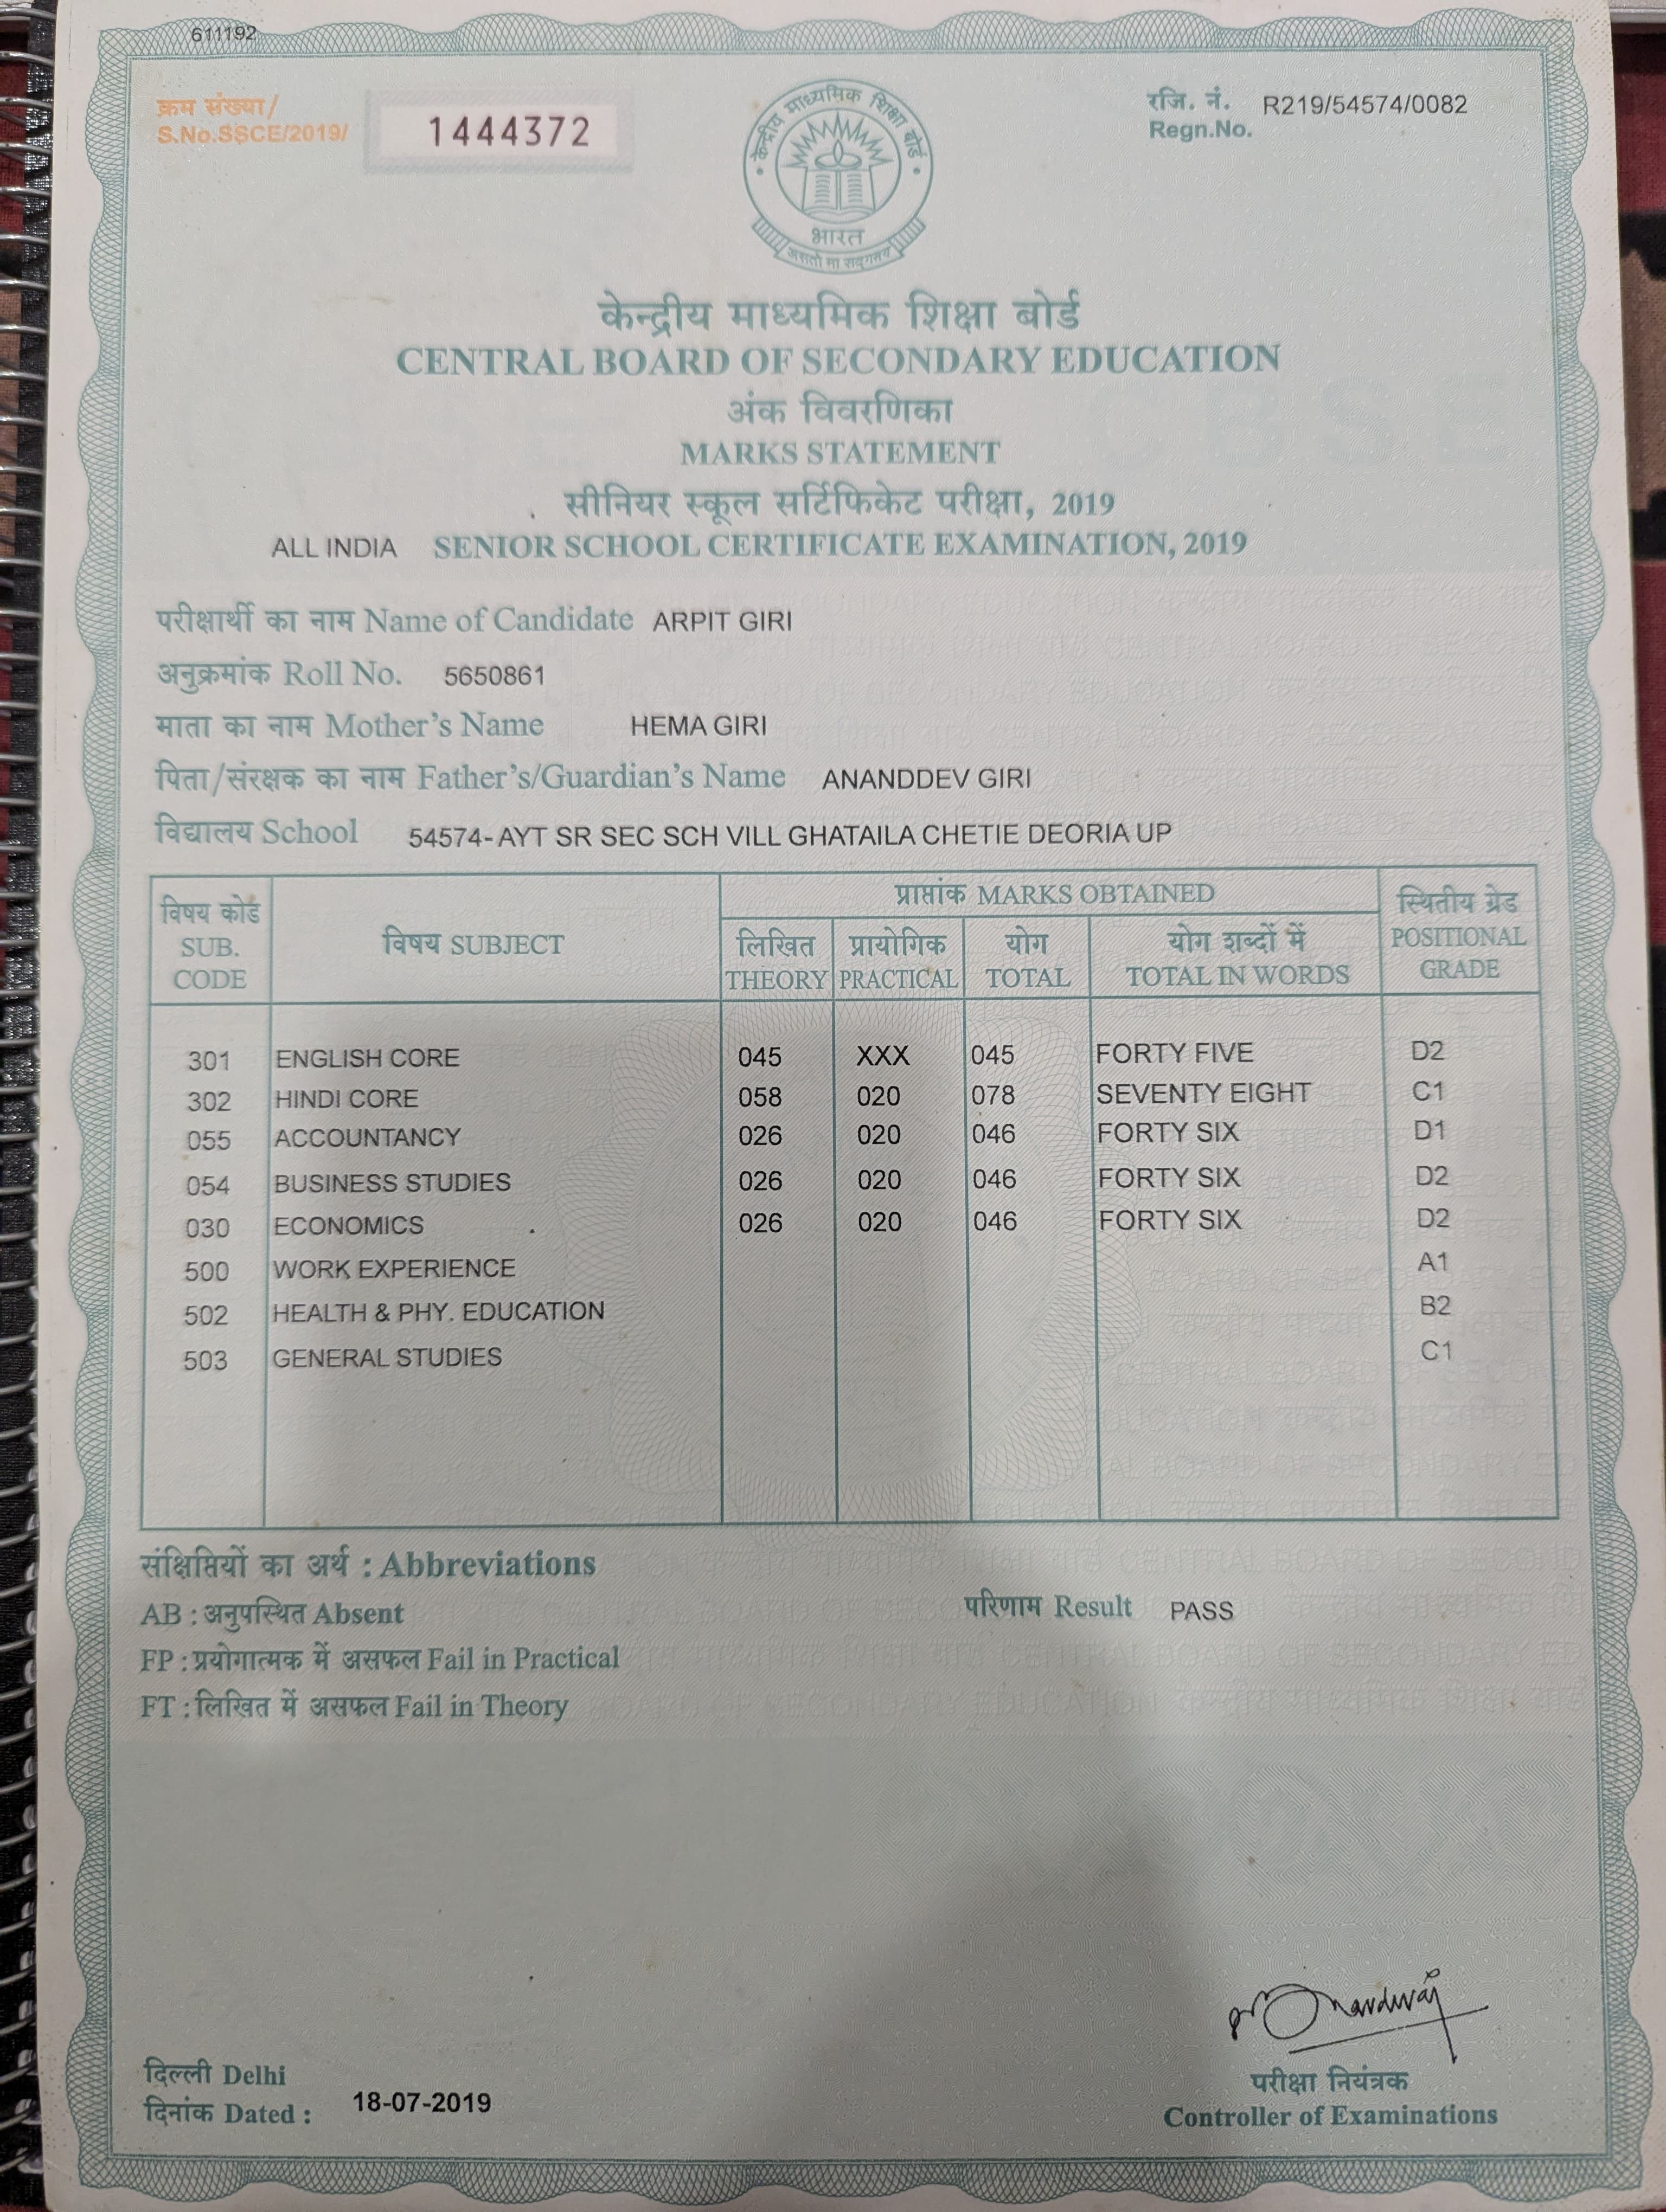 611192
क्रम संख्या/
S.No.SSCE/2019/
1444372
केन्द्रीय माध्यमिक शिक्षा बोर्ड
भारत
असतो मा सद्गमय
रजि. नं. R219/54574/0082
Regn.No.
केन्द्रीय माध्यमिक शिक्षा बोर्ड
CENTRAL BOARD OF SECONDARY EDUCATION
अंक विवरणिका
MARKS STATEMENT
सीनियर स्कूल सर्टिफिकेट परीक्षा, 2019
ALL INDIA SENIOR SCHOOL CERTIFICATE EXAMINATION, 2019
परीक्षार्थी का नाम Name of Candidate ARPIT GIRI
अनुक्रमांक Roll No. 5650861
माता का नाम Mother's Name HEMA GIRI
पिता/संरक्षक का नाम Father's/Guardian's Name ANANDDEV GIRI
विद्यालय School 54574-AYT SR SEC SCH VILL GHATAILA CHETIE DEORIA UP
विषय कोड SUB. CODE
विषय SUBJECT
प्राप्तांक MARKS OBTAINED
लिखित THEORY
प्रायोगिक PRACTICAL
योग TOTAL
योग शब्दों में TOTAL IN WORDS
स्थितीय ग्रेड POSITIONAL GRADE
301 ENGLISH CORE 045 XXX 045 FORTY FIVE D2
302 HINDI CORE 058 020 078 SEVENTY EIGHT C1
055 ACCOUNTANCY 026 020 046 FORTY SIX D1
054 BUSINESS STUDIES 026 020 046 FORTY SIX D2
030 ECONOMICS 026 020 046 FORTY SIX D2
500 WORK EXPERIENCE A1
502 HEALTH & PHY. EDUCATION B2
503 GENERAL STUDIES C1
संक्षिप्तियों का अर्थ : Abbreviations
AB : अनुपस्थित Absent
परिणाम Result PASS
FP : प्रयोगात्मक में असफल Fail in Practical
FT : लिखित में असफल Fail in Theory
दिल्ली Delhi
दिनांक Dated : 18-07-2019
परीक्षा नियंत्रक
Controller of Examinations